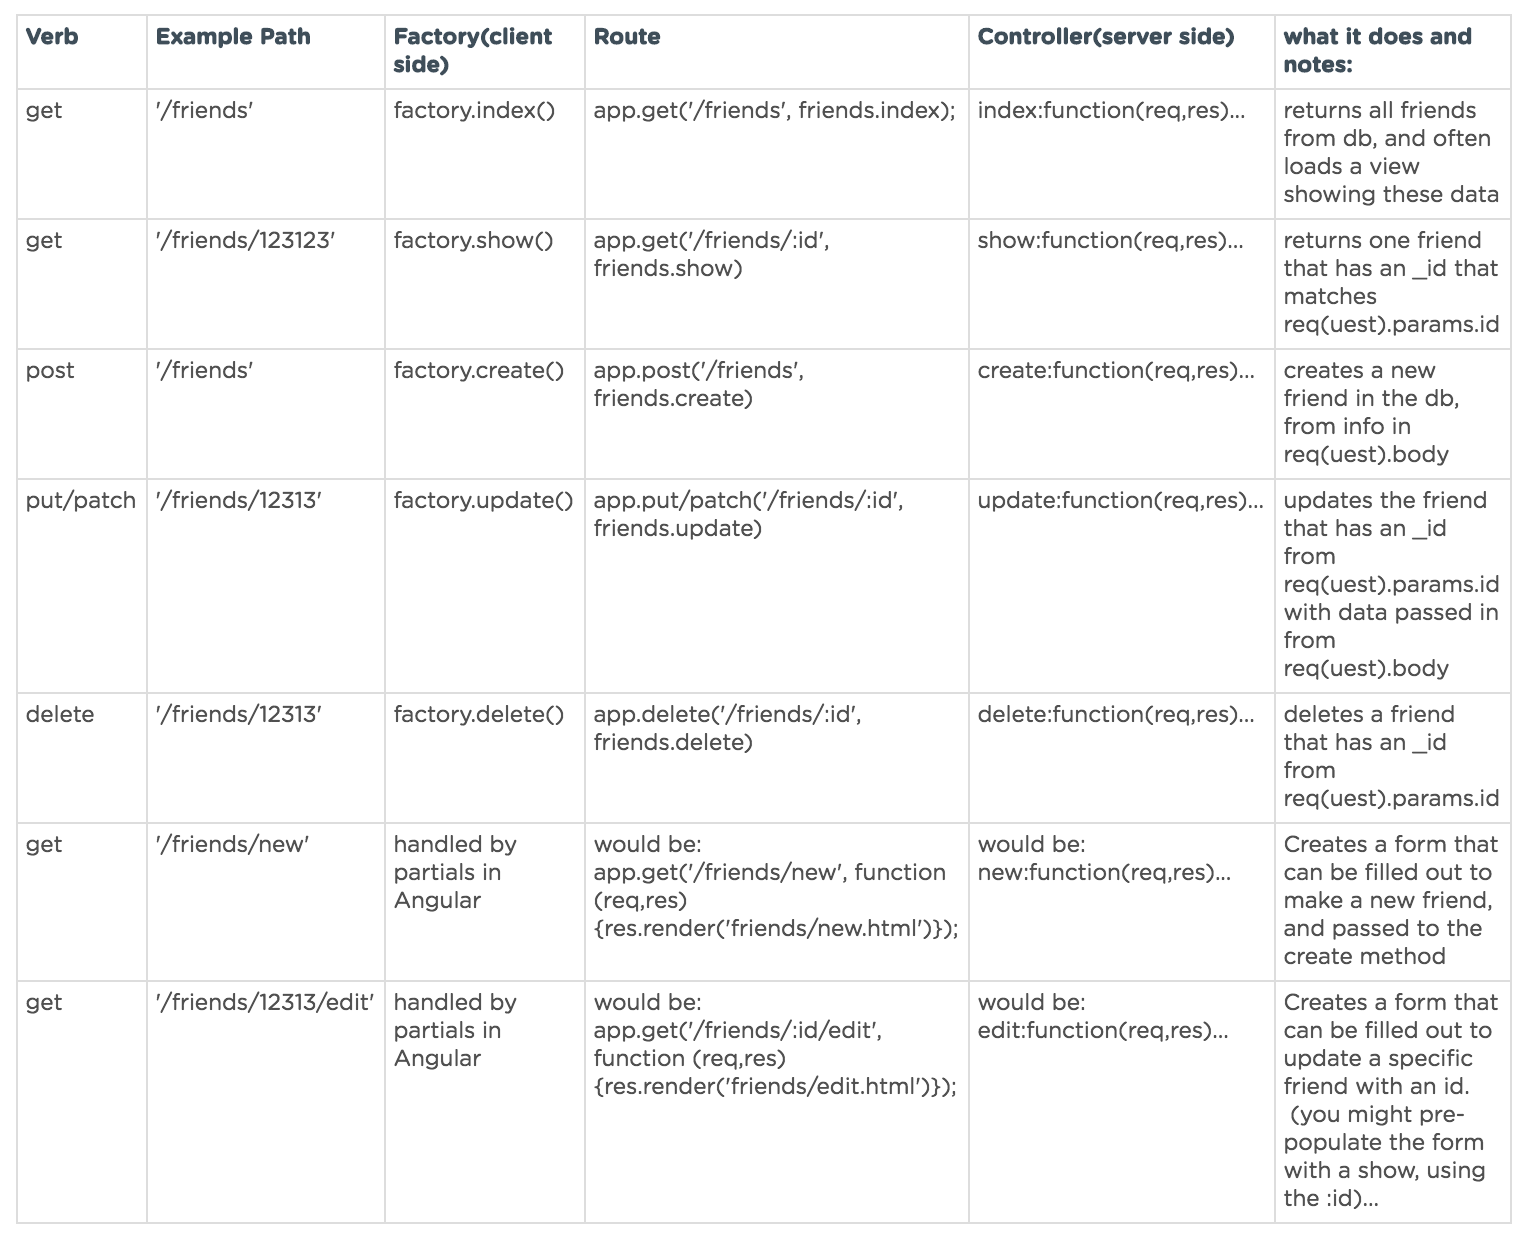 Verb
Example Path
Factory(client
side)
Route
Controller(server side)
what it does and
notes:
get
'/friends'
factory.index()
app.get('/friends', friends.index);
index:function(req,res)...
returns all friends
from db, and often
loads a view
showing these data
get
'/friends/123123'
factory.show()
app.get('/friends/:id',
friends.show)
show:function(req,res)...
returns one friend
that has an _id that
matches
req(uest).params.id
post
'/friends'
factory.create()
app.post('/friends',
friends.create)
create:function(req,res)...
creates a new
friend in the db,
from info in
req(uest).body
put/patch
'/friends/12313'
factory.update()
app.put/patch('/friends/:id',
friends.update)
update:function(req,res)...
updates the friend
that has an _id
from
req(uest).params.id
with data passed in
from
req(uest).body
delete
'/friends/12313'
factory.delete()
app.delete('/friends/:id',
friends.delete)
delete:function(req,res)...
deletes a friend
that has an _id
from
req(uest).params.id
get
'/friends/new'
handled by
partials in
Angular
would be:
app.get('/friends/new', function
(req,res)
{res.render('friends/new.html')});
would be:
new:function(req,res)...
Creates a form that
can be filled out to
make a new friend,
and passed to the
create method
get
'/friends/12313/edit'
handled by
partials in
Angular
would be:
app.get('/friends/:id/edit',
function (req,res)
{res.render('friends/edit.html')});
would be:
edit:function(req,res)...
Creates a form that
can be filled out to
update a specific
friend with an id.
(you might pre-
populate the form
with a show, using
the :id)...